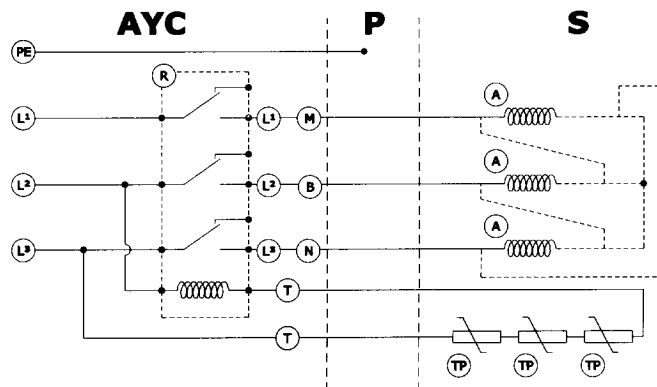 AYC P S
PE
R
A
L¹ L¹ M
A
L² L² B
A
L³ L³ N
T
T
TP TP TP